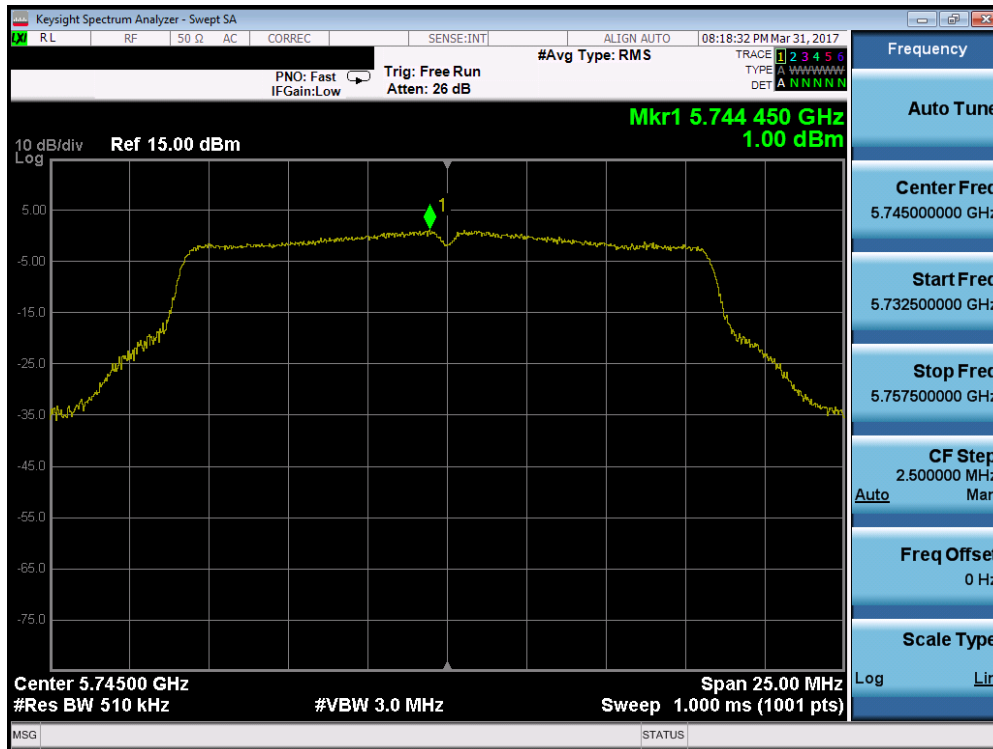 Keysight Spectrum Analyzer - Swept SA
LXI RL RF 50 Ω AC CORREC SENSE:INT ALIGN AUTO 08:18:32 PM Mar 31, 2017
PNO: Fast Trig: Free Run #Avg Type: RMS TRACE 1 2 3 4 5 6
IFGain:Low Atten: 26 dB TYPE A WWWWW
DET A N N N N N
Mkr1 5.744 450 GHz
1.00 dBm
10 dB/div Ref 15.00 dBm
Log
1
5.00
-5.00
-15.0
-25.0
-35.0
-45.0
-55.0
-65.0
-75.0
Center 5.74500 GHz Span 25.00 MHz
#Res BW 510 kHz #VBW 3.0 MHz Sweep 1.000 ms (1001 pts)
MSG STATUS
Frequency
Auto Tune
Center Freq
5.745000000 GHz
Start Freq
5.732500000 GHz
Stop Freq
5.757500000 GHz
CF Step
2.500000 MHz
Auto Man
Freq Offset
0 Hz
Scale Type
Log Lin